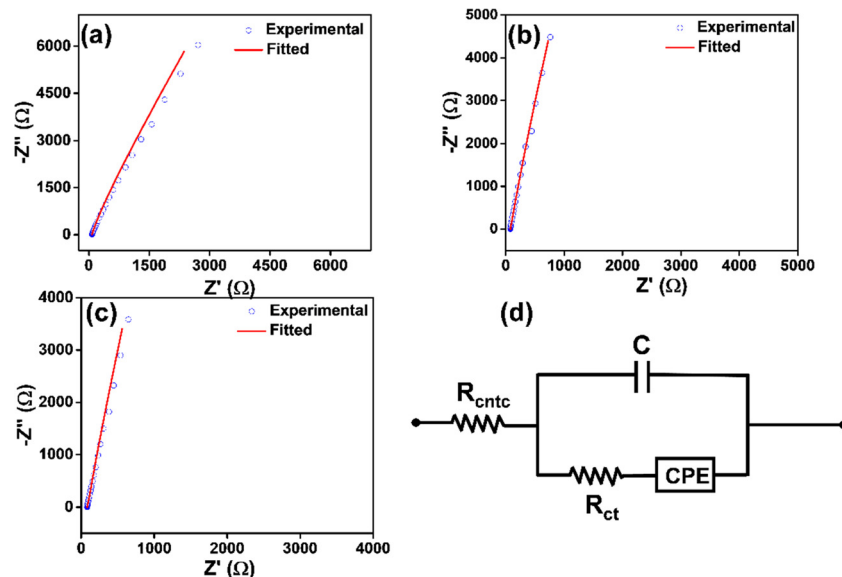 (a)
Experimental
Fitted
6000
4500
3000
1500
0
-Z'' (Ω)
0 1500 3000 4500 6000
Z' (Ω)
(b)
Experimental
Fitted
5000
4000
3000
2000
1000
0
-Z'' (Ω)
0 1000 2000 3000 4000 5000
Z' (Ω)
(c)
Experimental
Fitted
4000
3000
2000
1000
0
-Z'' (Ω)
0 1000 2000 3000 4000
Z' (Ω)
(d)
C
Rcntc
CPE
Rct